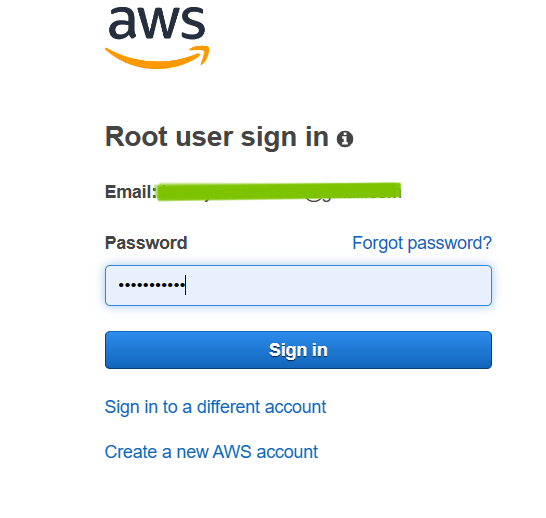 aws
Root user sign in
Email:
Password
Forgot password?
•••••••••••
Sign in
Sign in to a different account
Create a new AWS account